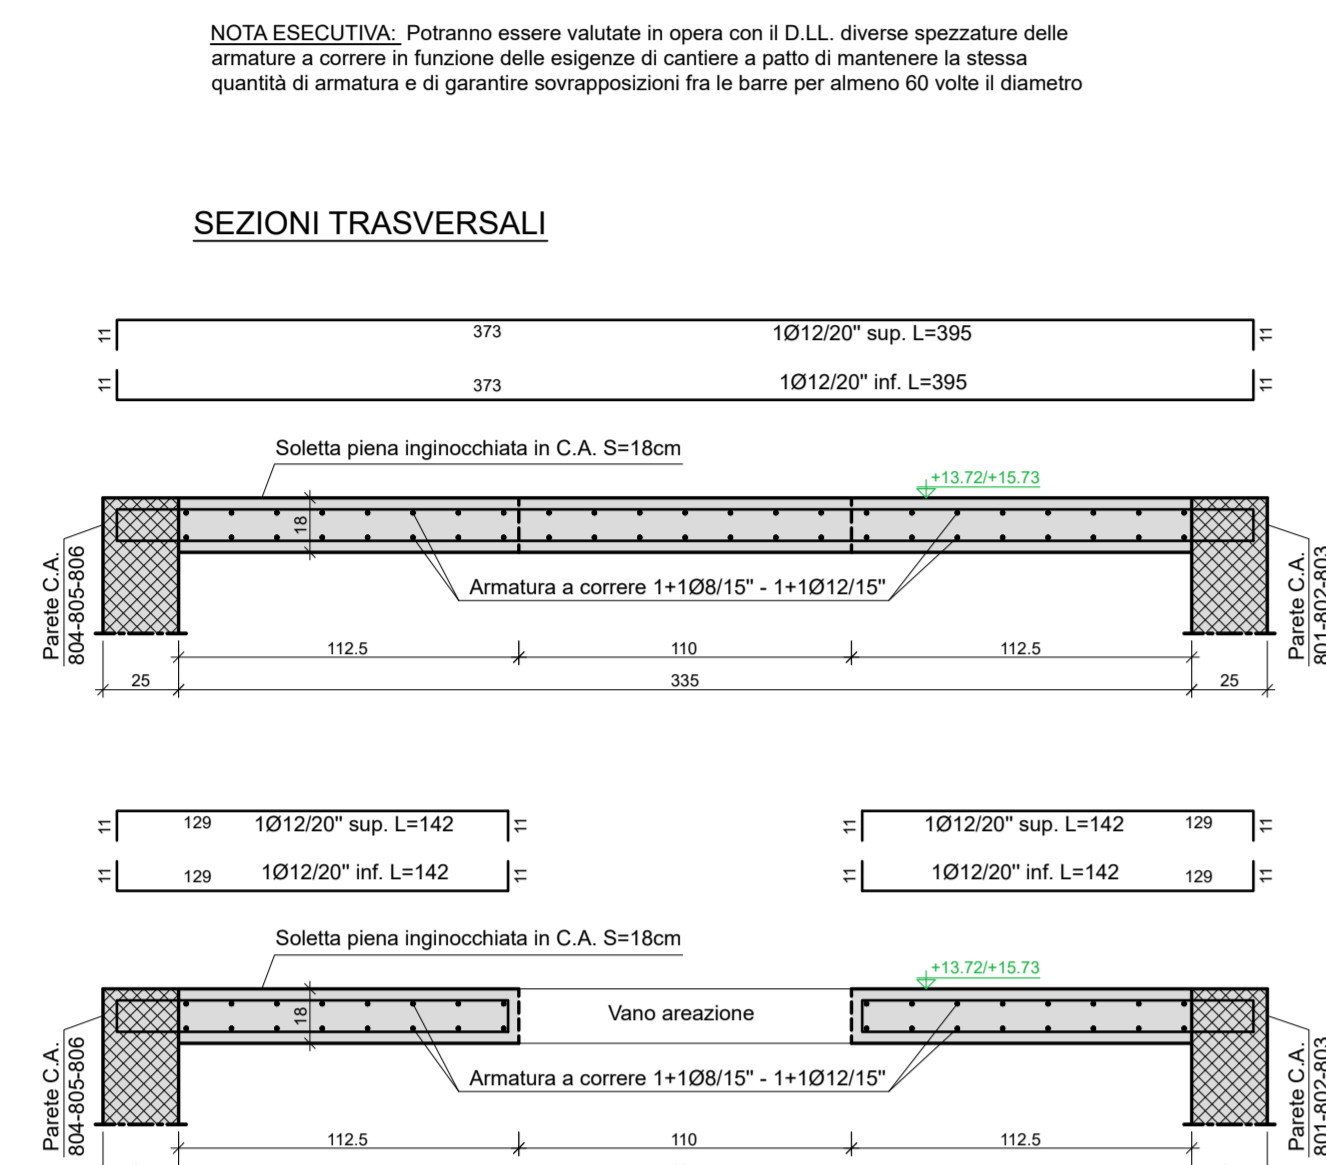 NOTA ESECUTIVA: Potranno essere valutate in opera con il D.LL. diverse spezzature delle
armature a correre in funzione delle esigenze di cantiere a patto di mantenere la stessa
quantità di armatura e di garantire sovrapposizioni fra le barre per almeno 60 volte il diametro
SEZIONI TRASVERSALI
11 373 1Ø12/20" sup. L=395 11
11 373 1Ø12/20" inf. L=395 11
Soletta piena inginocchiata in C.A. S=18cm
+13.72/+15.73
18
Armatura a correre 1+1Ø8/15" - 1+1Ø12/15"
Parete C.A.
804-805-806
Parete C.A.
801-802-803
112.5 110 112.5
25 335 25
11 129 1Ø12/20" sup. L=142 11 11 1Ø12/20" sup. L=142 129 11
11 129 1Ø12/20" inf. L=142 11 11 1Ø12/20" inf. L=142 129 11
Soletta piena inginocchiata in C.A. S=18cm
+13.72/+15.73
18
Vano areazione
Armatura a correre 1+1Ø8/15" - 1+1Ø12/15"
Parete C.A.
804-805-806
Parete C.A.
801-802-803
112.5 110 112.5